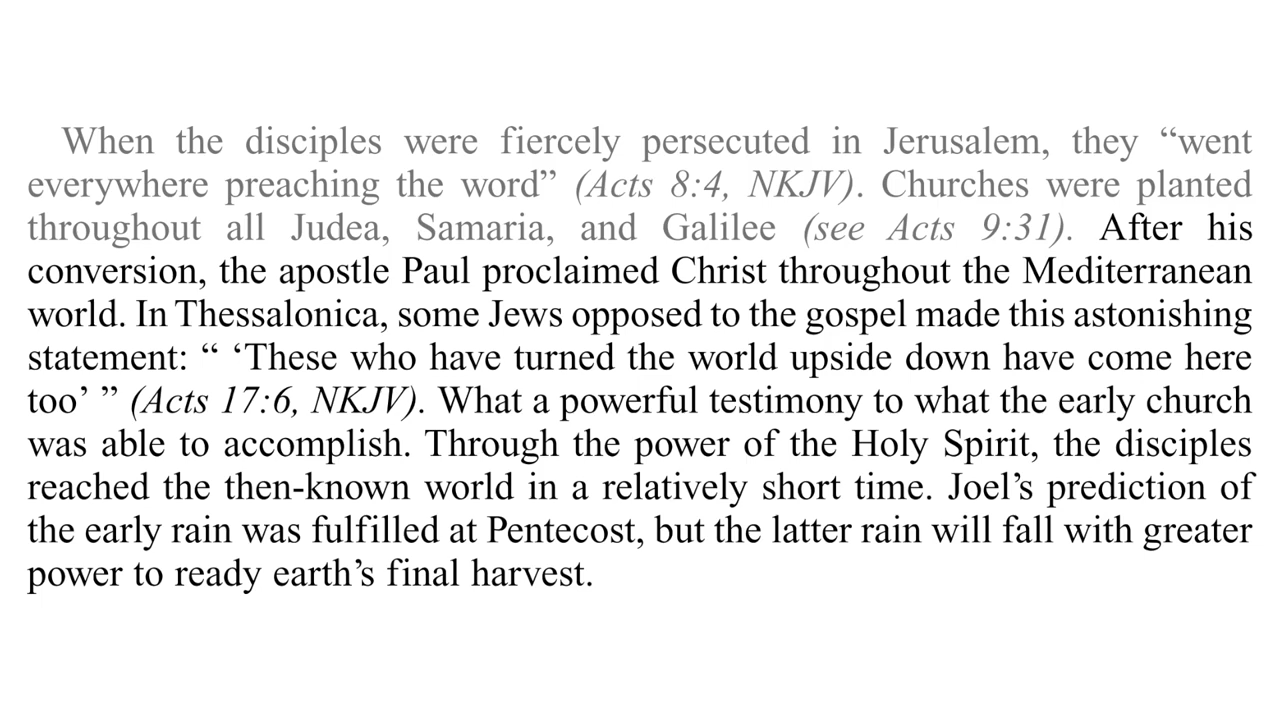 When the disciples were fiercely persecuted in Jerusalem, they “went
everywhere preaching the word” (Acts 8:4, NKJV). Churches were planted
throughout all Judea, Samaria, and Galilee (see Acts 9:31). After his
conversion, the apostle Paul proclaimed Christ throughout the Mediterranean
world. In Thessalonica, some Jews opposed to the gospel made this astonishing
statement: “ ‘These who have turned the world upside down have come here
too’ ” (Acts 17:6, NKJV). What a powerful testimony to what the early church
was able to accomplish. Through the power of the Holy Spirit, the disciples
reached the then-known world in a relatively short time. Joel’s prediction of
the early rain was fulfilled at Pentecost, but the latter rain will fall with greater
power to ready earth’s final harvest.